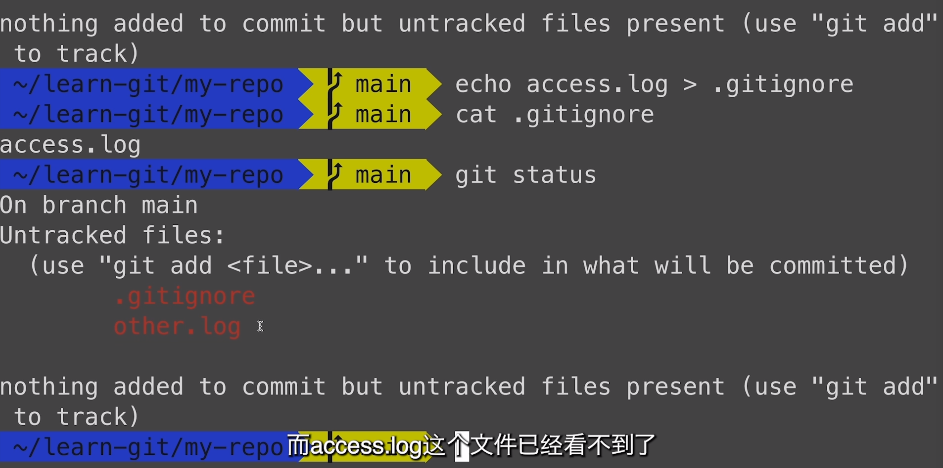 nothing added to commit but untracked files present (use "git add"
to track)
~/learn-git/my-repo main echo access.log > .gitignore
~/learn-git/my-repo main cat .gitignore
access.log
~/learn-git/my-repo main git status
On branch main
Untracked files:
(use "git add <file>..." to include in what will be committed)
.gitignore
other.log
nothing added to commit but untracked files present (use "git add"
to track)
~/learn-git/my-repo main
而access.log这个文件已经看不到了